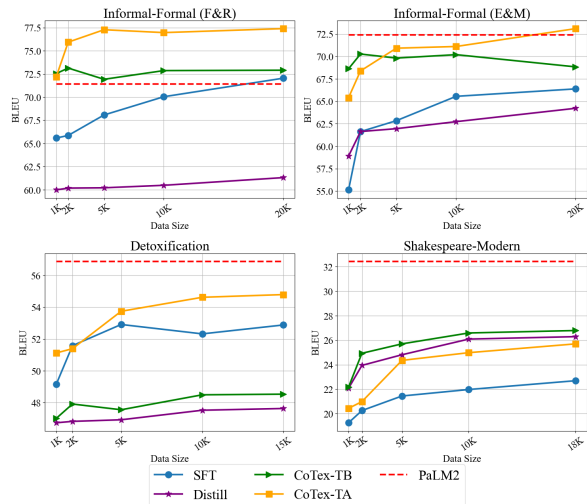 Informal-Formal (F&R)
BLEU
77.5
75.0
72.5
70.0
67.5
65.0
62.5
60.0
1K 2K 5K 10K 20K
Data Size
Informal-Formal (E&M)
BLEU
72.5
70.0
67.5
65.0
62.5
60.0
57.5
55.0
1K 2K 5K 10K 20K
Data Size
Detoxification
BLEU
56
54
52
50
48
1K 2K 5K 10K 15K
Data Size
Shakespeare-Modern
BLEU
32
30
28
26
24
22
20
1K 2K 5K 10K 18K
Data Size
SFT CoTex-TB PaLM2
Distill CoTex-TA